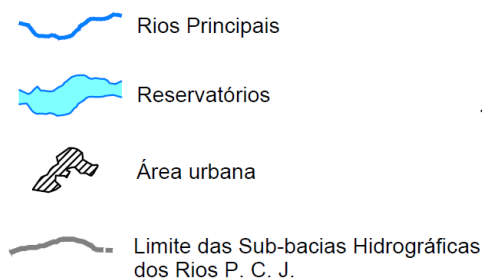 Rios Principais
Reservatórios
Área urbana
Limite das Sub-bacias Hidrográficas
dos Rios P. C. J.